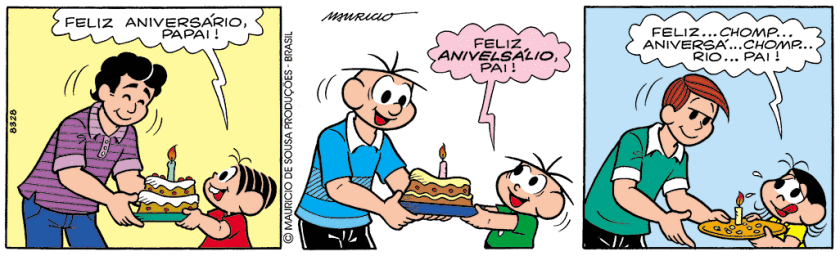 FELIZ ANIVERSÁRIO,
PAPAI!
8328
© MAURICIO DE SOUSA PRODUÇÕES - BRASIL
MAURICIO
FELIZ
ANIVELSÁLIO,
PAI!
FELIZ...CHOMP...
ANIVERSÁ...CHOMP...
RIO... PAI!